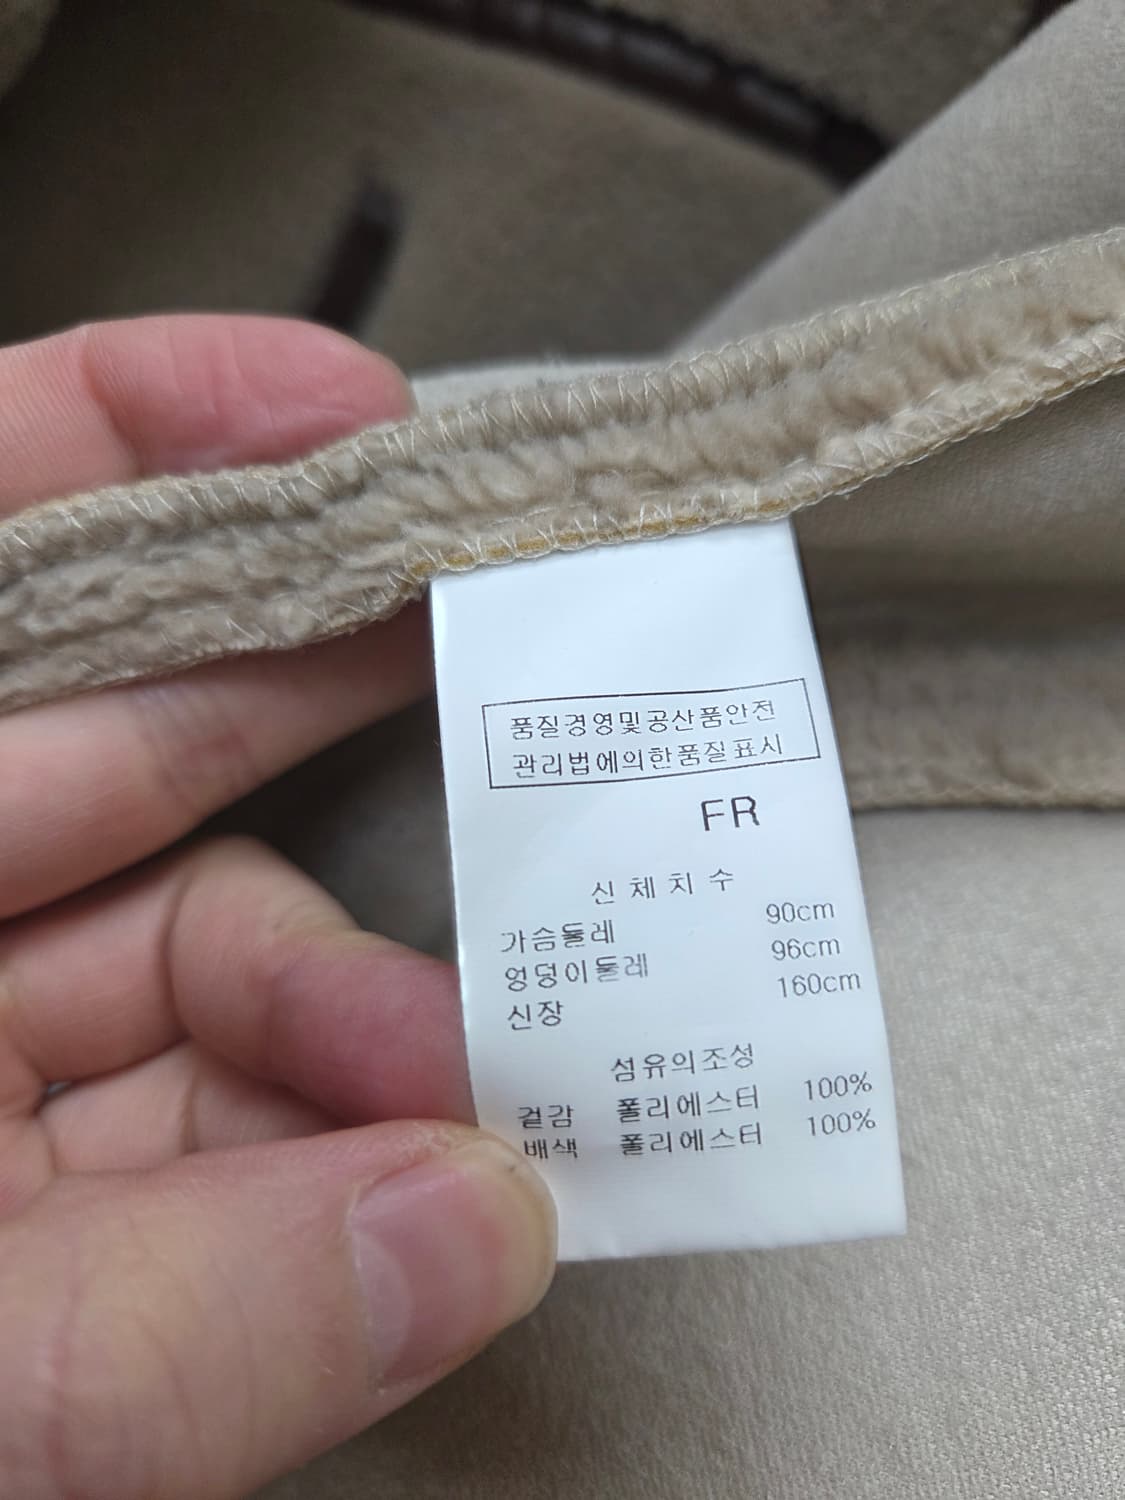 품질경영및공산품안전
관리법에의한품질표시
FR
신체치수
가슴둘레 90cm
엉덩이둘레 96cm
신장 160cm
섬유의조성
겉감 폴리에스터 100%
배색 폴리에스터 100%